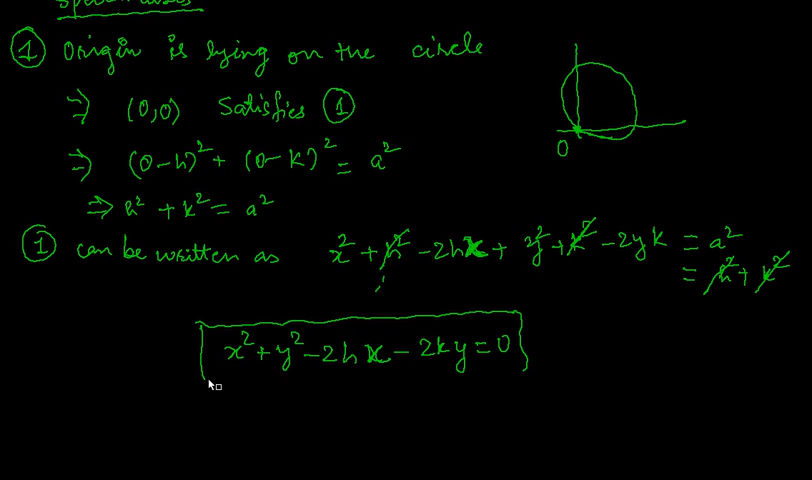 Special cases
① Origin is lying on the circle
⇒ (0,0) Satisfies ①
⇒ (0-h)² + (0-k)² = a²
⇒ h² + k² = a²
① can be written as x² + h² - 2hx + y² + k² - 2yk = a²
= h² + k²
x² + y² - 2hx - 2ky = 0
O